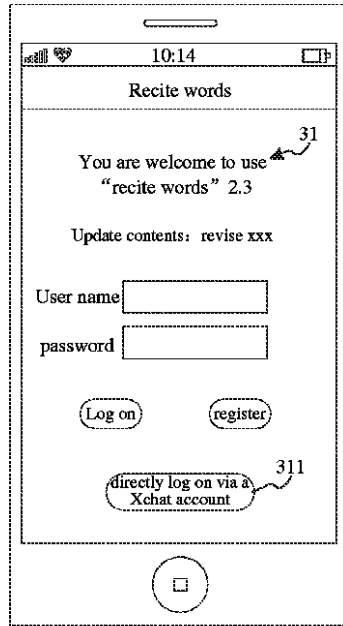 10:14
Recite words
31
You are welcome to use
“recite words” 2.3
Update contents: revise xxx
User name
password
Log on
register
311
directly log on via a
Xchat account